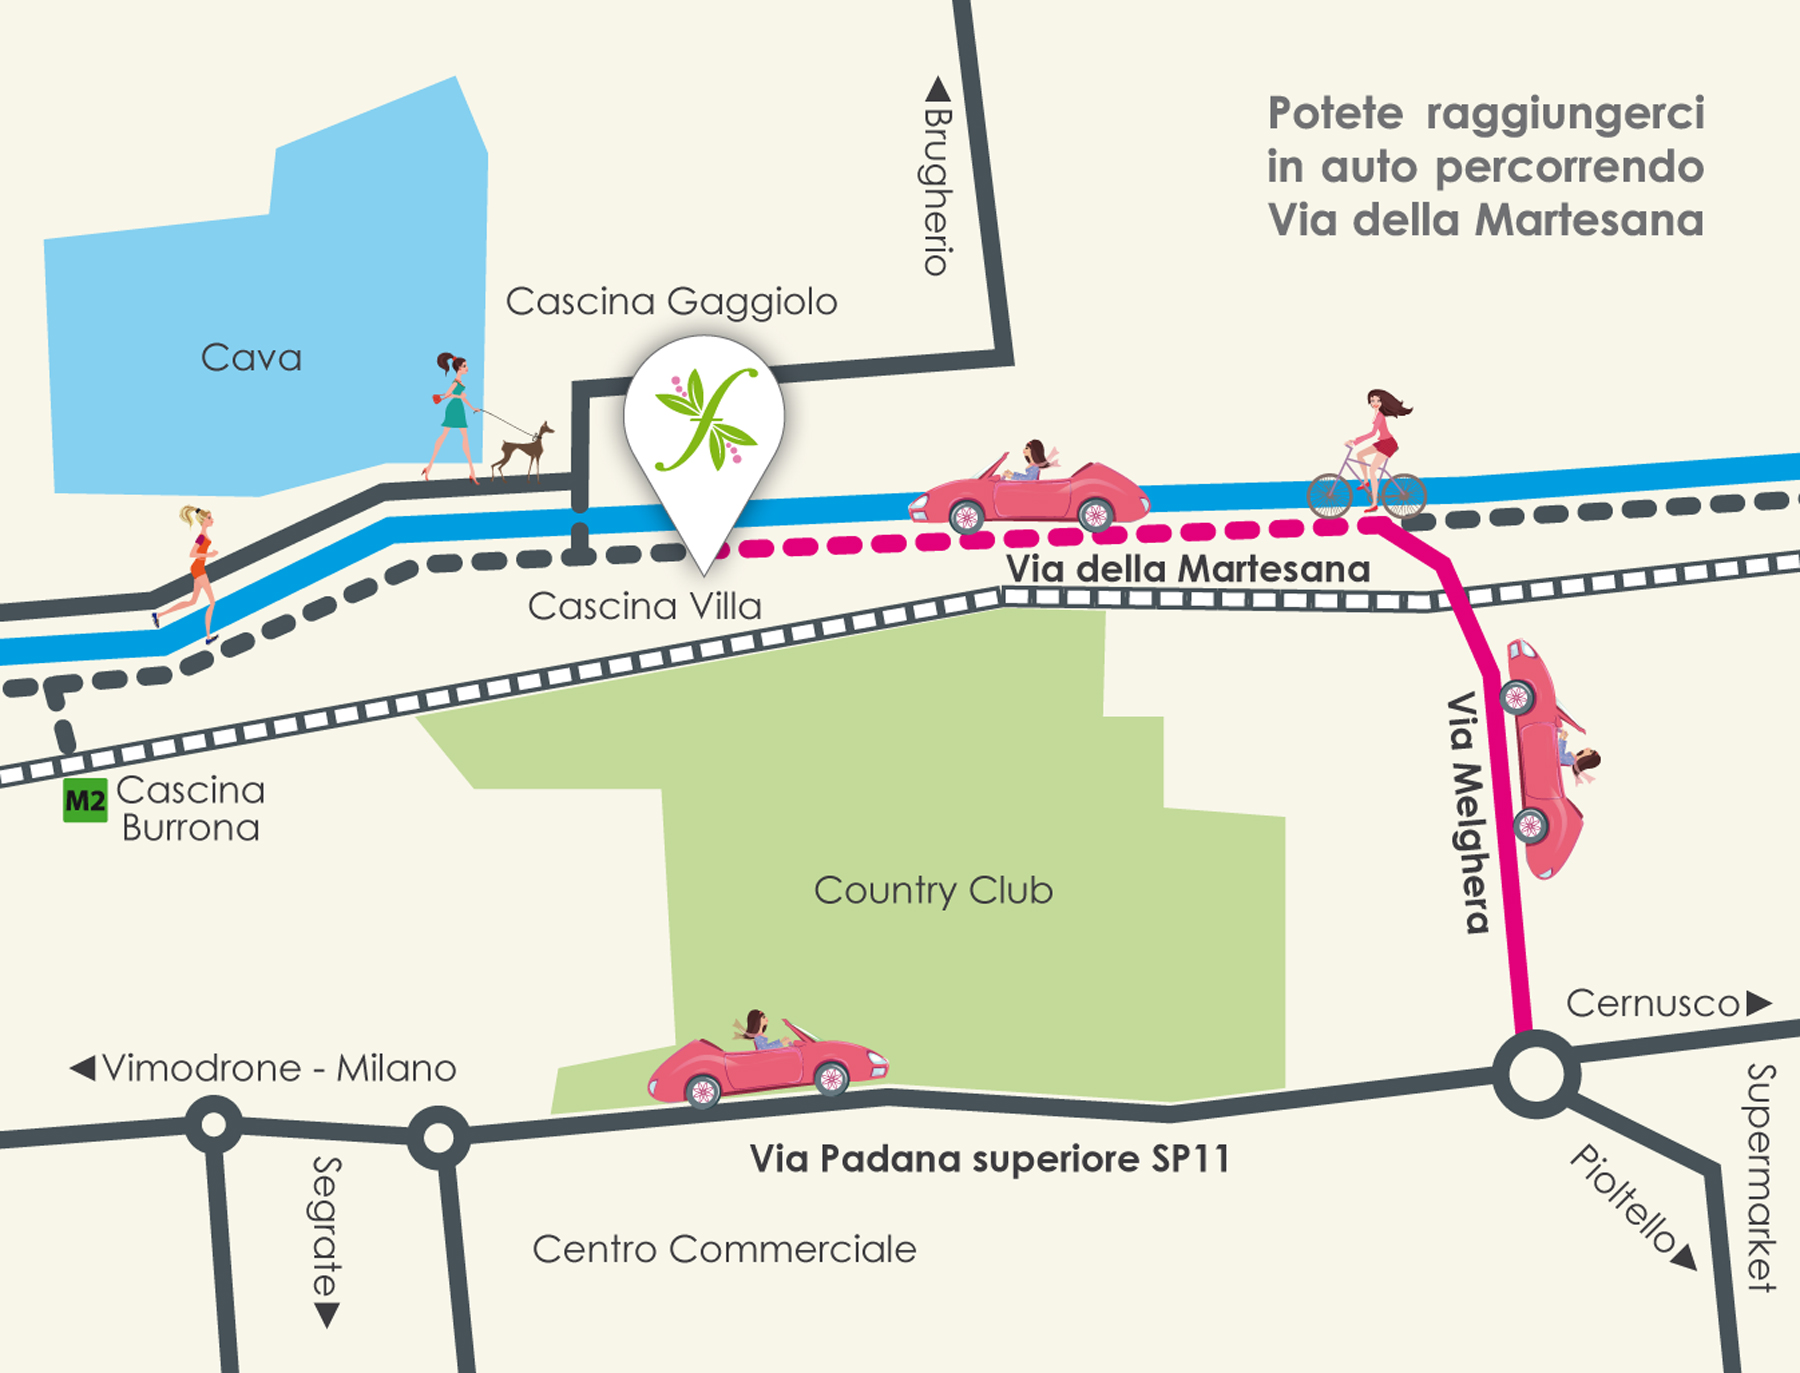 Potete raggiungerci
in auto percorrendo
Via della Martesana
Brugherio
Cascina Gaggiolo
Cava
Via della Martesana
Cascina Villa
Via Melghera
M2
Cascina
Burrona
Country Club
Cernusco
Vimodrone - Milano
Via Padana superiore SP11
Segrate
Centro Commerciale
Pioltello
Supermarket